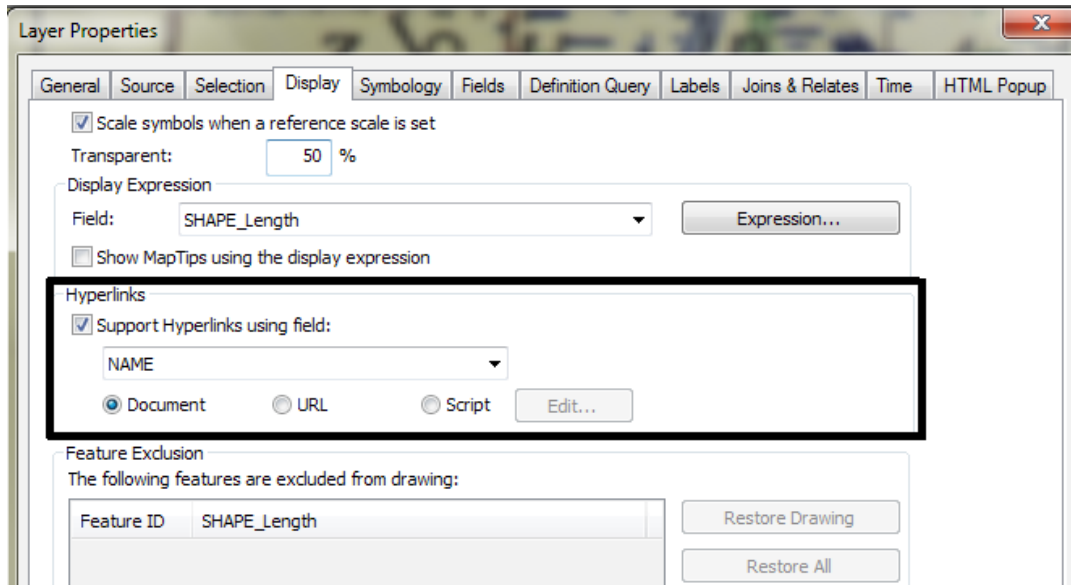 Layer Properties
General Source Selection Display Symbology Fields Definition Query Labels Joins & Relates Time HTML Popup
Scale symbols when a reference scale is set
Transparent: 50 %
Display Expression
Field: SHAPE_Length Expression...
Show MapTips using the display expression
Hyperlinks
Support Hyperlinks using field:
NAME
Document URL Script Edit...
Feature Exclusion
The following features are excluded from drawing:
Feature ID SHAPE_Length Restore Drawing
Restore All